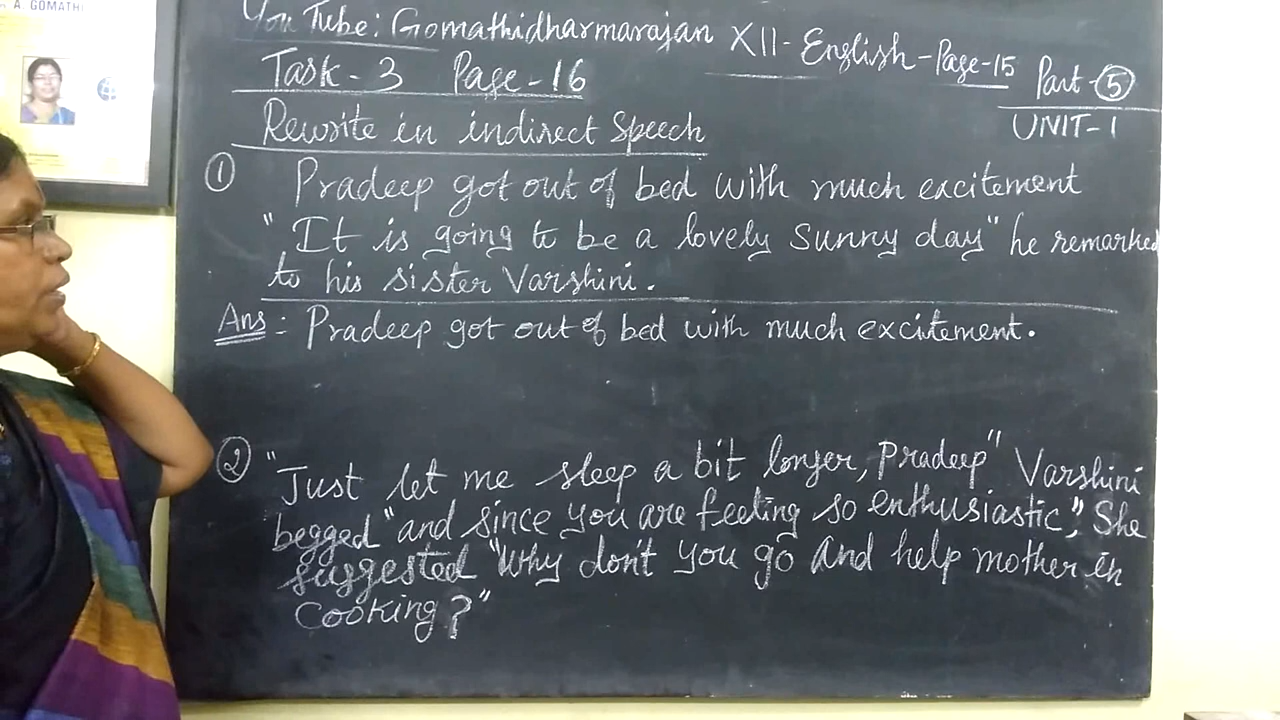 A. GOMATHI
YouTube: Gomathidharmarajan XII - English - Page-15
Task - 3 Page - 16 Part - 5
UNIT - 1
Rewrite in indirect Speech
1 Pradeep got out of bed with much excitement
"It is going to be a lovely sunny day" he remarked
to his sister Varshini.
Ans : Pradeep got out of bed with much excitement.
2 "Just let me sleep a bit longer, Pradeep" Varshini
begged "and since you are feeling so enthusiastic," She
suggested "Why don't you go and help mother in
Cooking?"